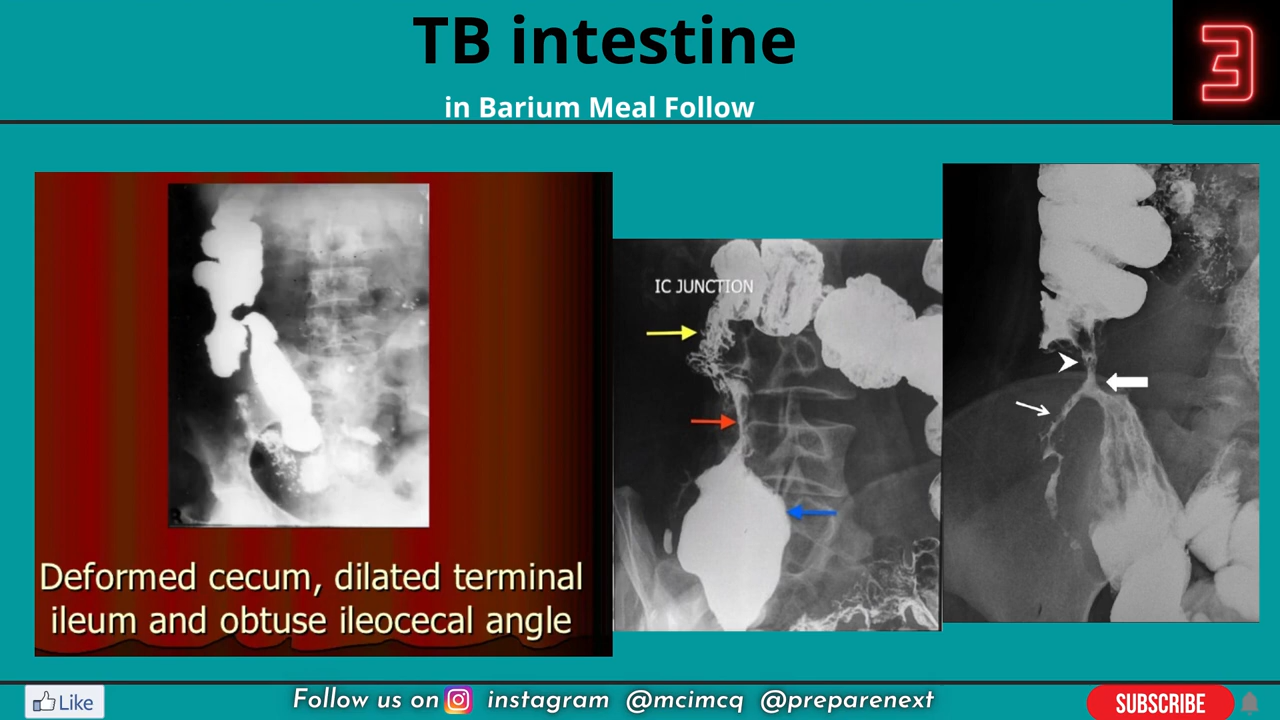 TB intestine
in Barium Meal Follow
3
IC JUNCTION
Deformed cecum, dilated terminal
ileum and obtuse ileocecal angle
Like
Follow us on instagram @mcimcq @preparenext
SUBSCRIBE